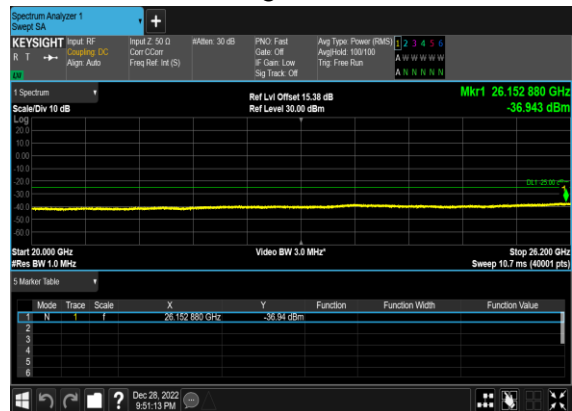 Spectrum Analyzer 1
Swept SA
+
KEYSIGHT Input: RF Input Z: 50 Ω #Atten: 30 dB PNO: Fast Avg Type: Power (RMS) 1 2 3 4 5 6
R T Coupling: DC Corr CCorr Gate: Off Avg|Hold: 100/100 A W W W W W
Align: Auto Freq Ref: Int (S) IF Gain: Low Trig: Free Run
LXI Sig Track: Off A N N N N N
1 Spectrum Ref Lvl Offset 15.38 dB Mkr1 26.152 880 GHz
Scale/Div 10 dB Ref Level 30.00 dBm -36.943 dBm
Log
20.0
10.0
0.00
-10.0
-20.0
DL1 -25.00 dBm
-30.0
-40.0
-50.0
-60.0
Start 20.000 GHz Video BW 3.0 MHz* Stop 26.200 GHz
#Res BW 1.0 MHz Sweep 10.7 ms (40001 pts)
5 Marker Table
Mode Trace Scale X Y Function Function Width Function Value
1 N 1 f 26.152 880 GHz -36.94 dBm
2
3
4
5
6
? Dec 28, 2022
9:51:13 PM